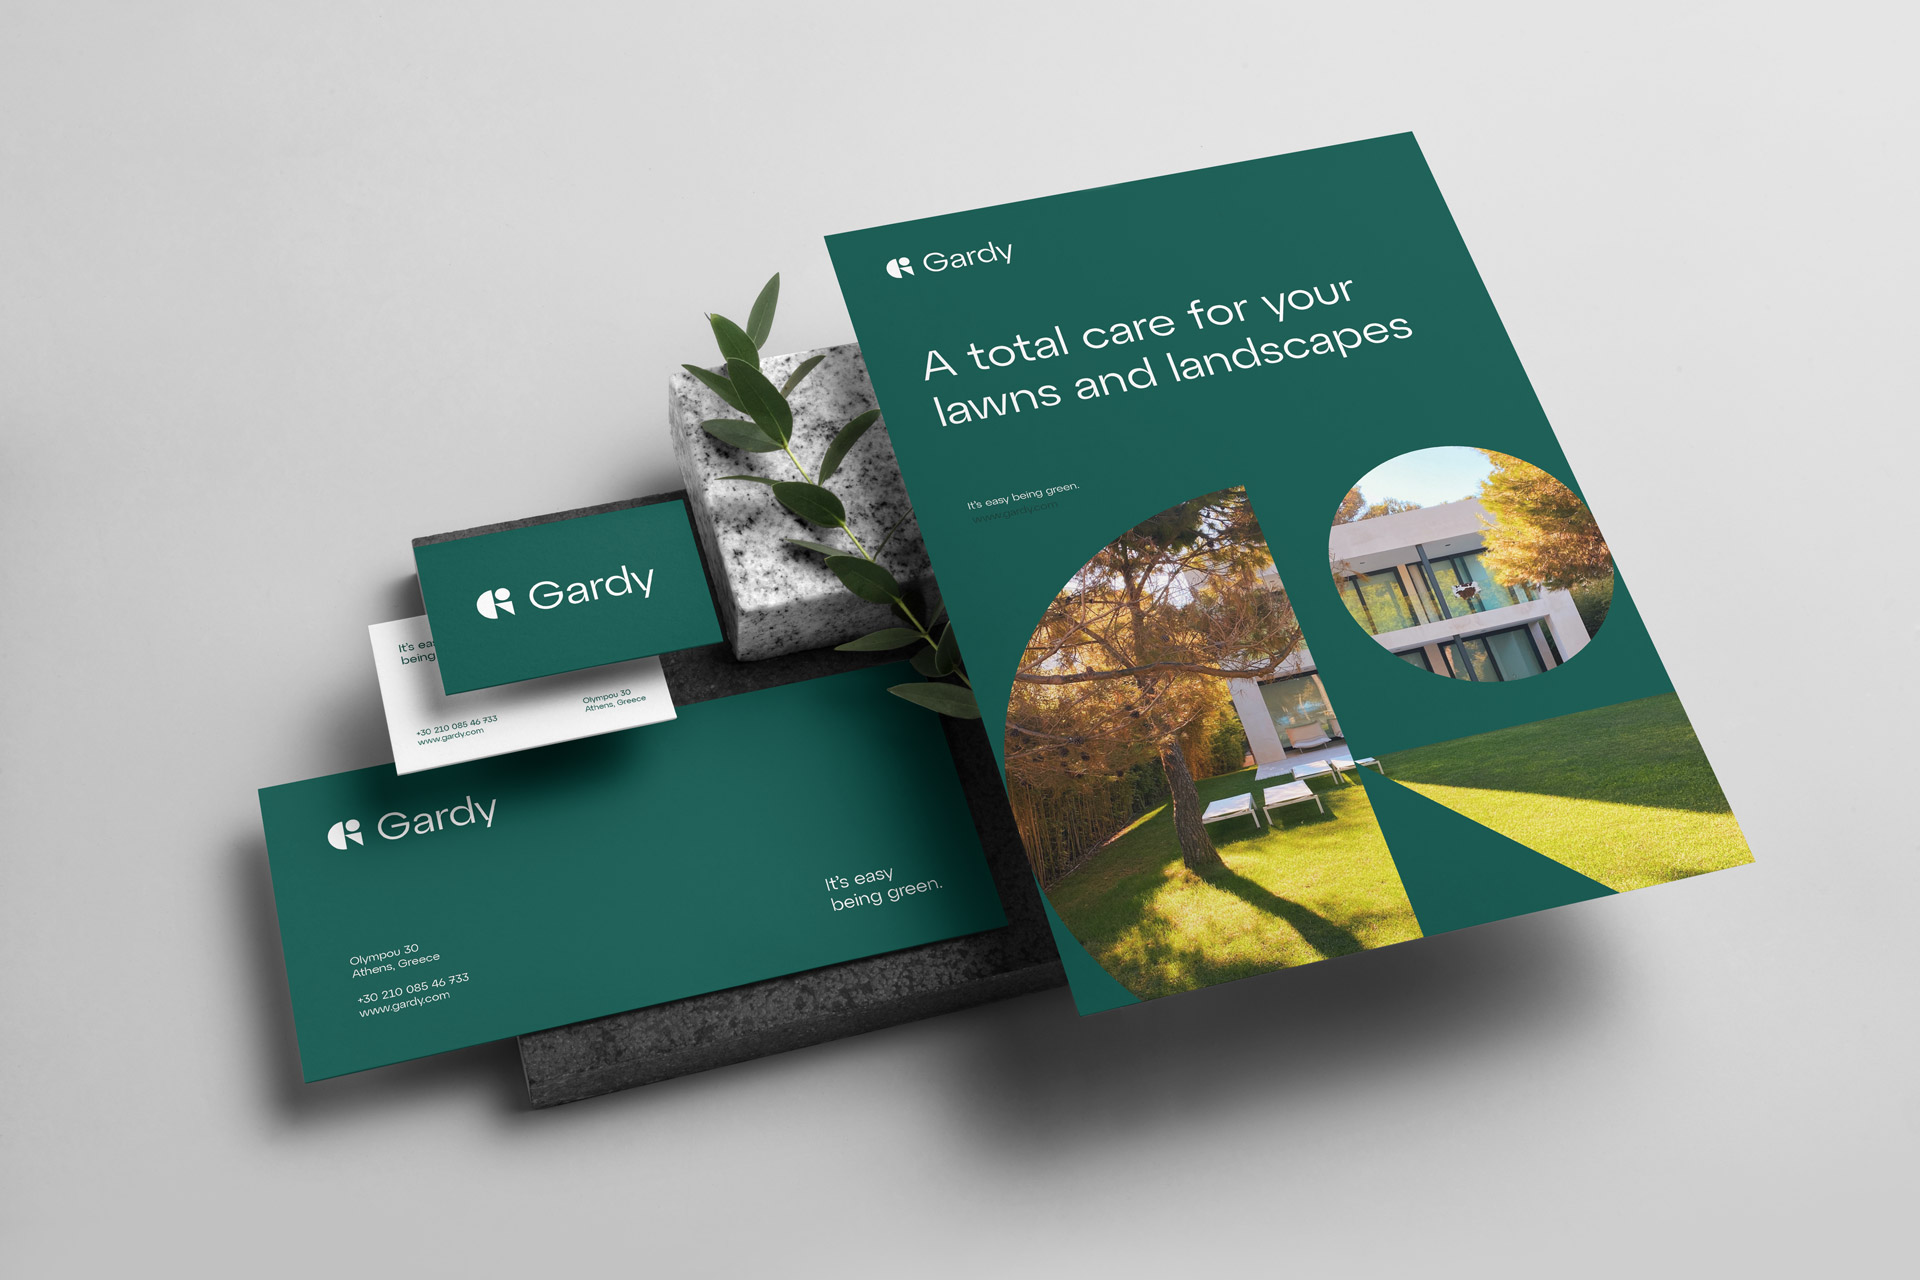 Gardy
A total care for your
lawns and landscapes
It's easy being green.
www.gardy.com
Gardy
It's ea
being
Olympou 30
Athens, Greece
+30 210 085 46 733
www.gardy.com
Gardy
It's easy
being green.
Olympou 30
Athens, Greece
+30 210 085 46 733
www.gardy.com